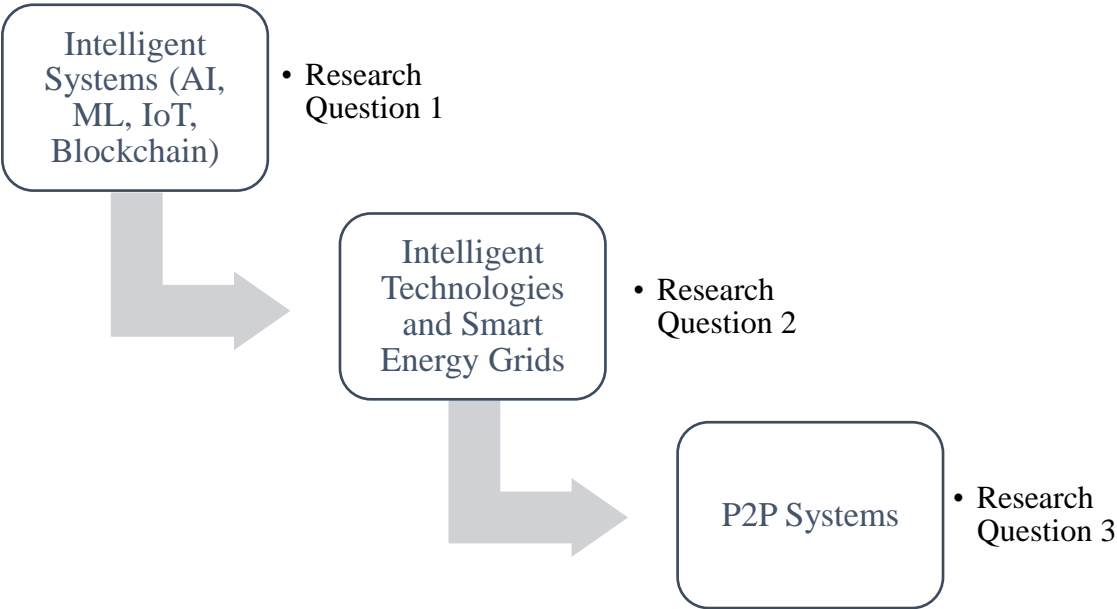 Intelligent
Systems (AI,
ML, IoT,
Blockchain)
• Research
Question 1
Intelligent
Technologies
and Smart
Energy Grids
• Research
Question 2
P2P Systems
• Research
Question 3